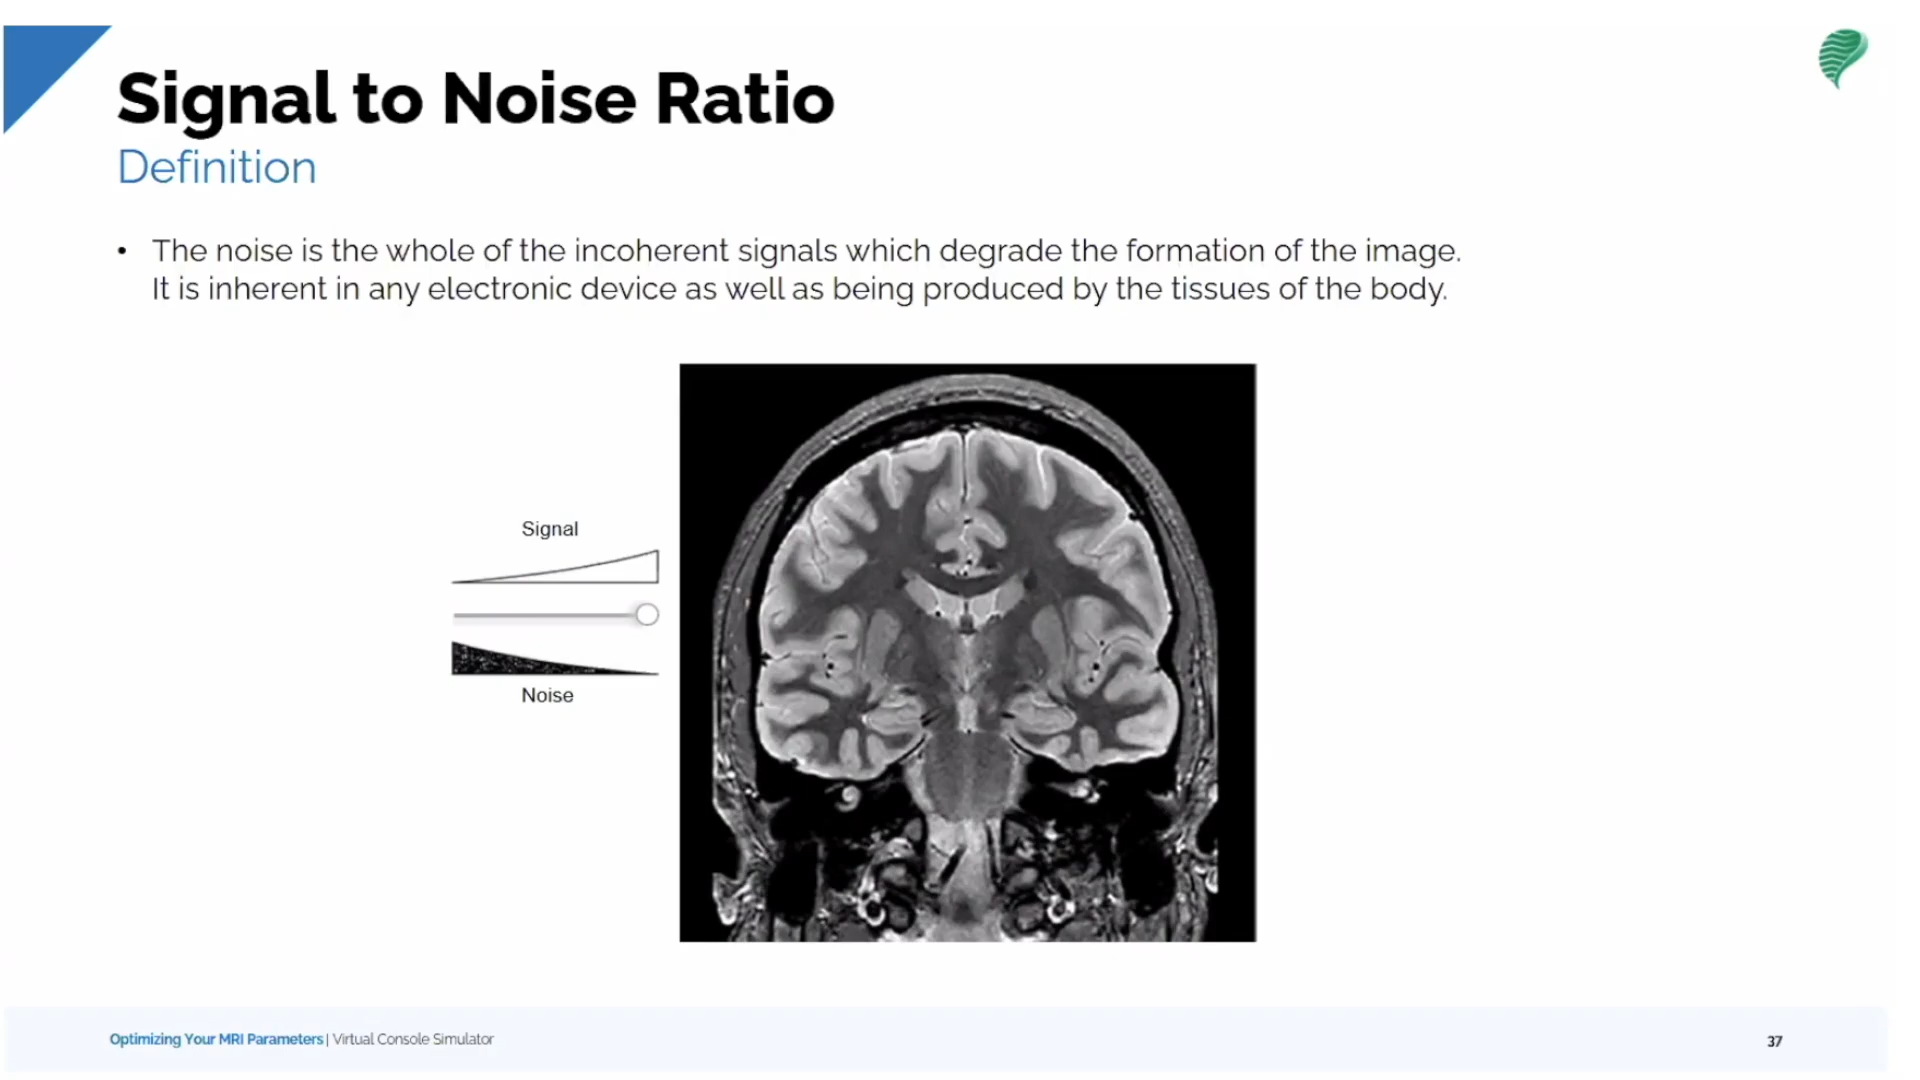 Signal to Noise Ratio
Definition
• The noise is the whole of the incoherent signals which degrade the formation of the image.
It is inherent in any electronic device as well as being produced by the tissues of the body.
Signal
Noise
Optimizing Your MRI Parameters | Virtual Console Simulator
37